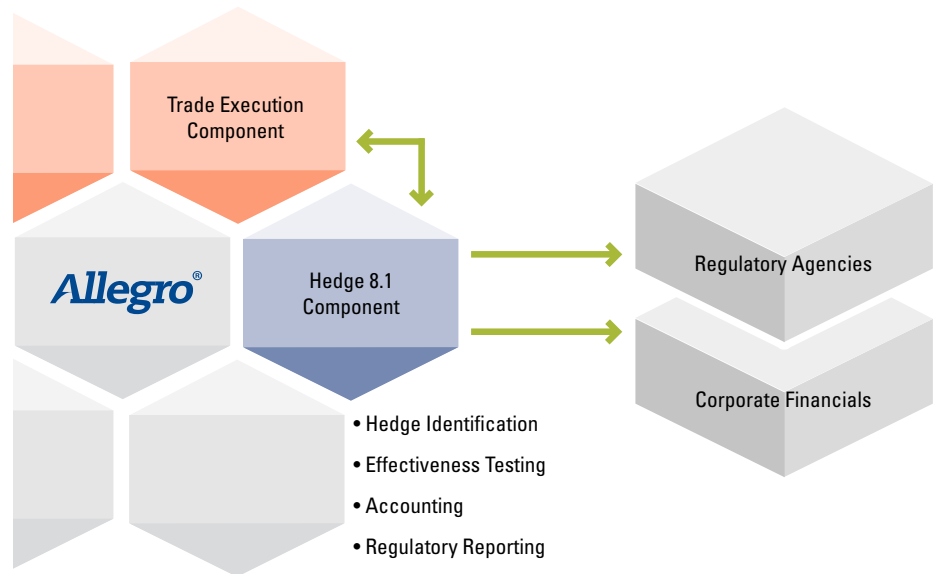 Trade Execution
Component
Allegro®
Hedge 8.1
Component
Regulatory Agencies
Corporate Financials
• Hedge Identification
• Effectiveness Testing
• Accounting
• Regulatory Reporting